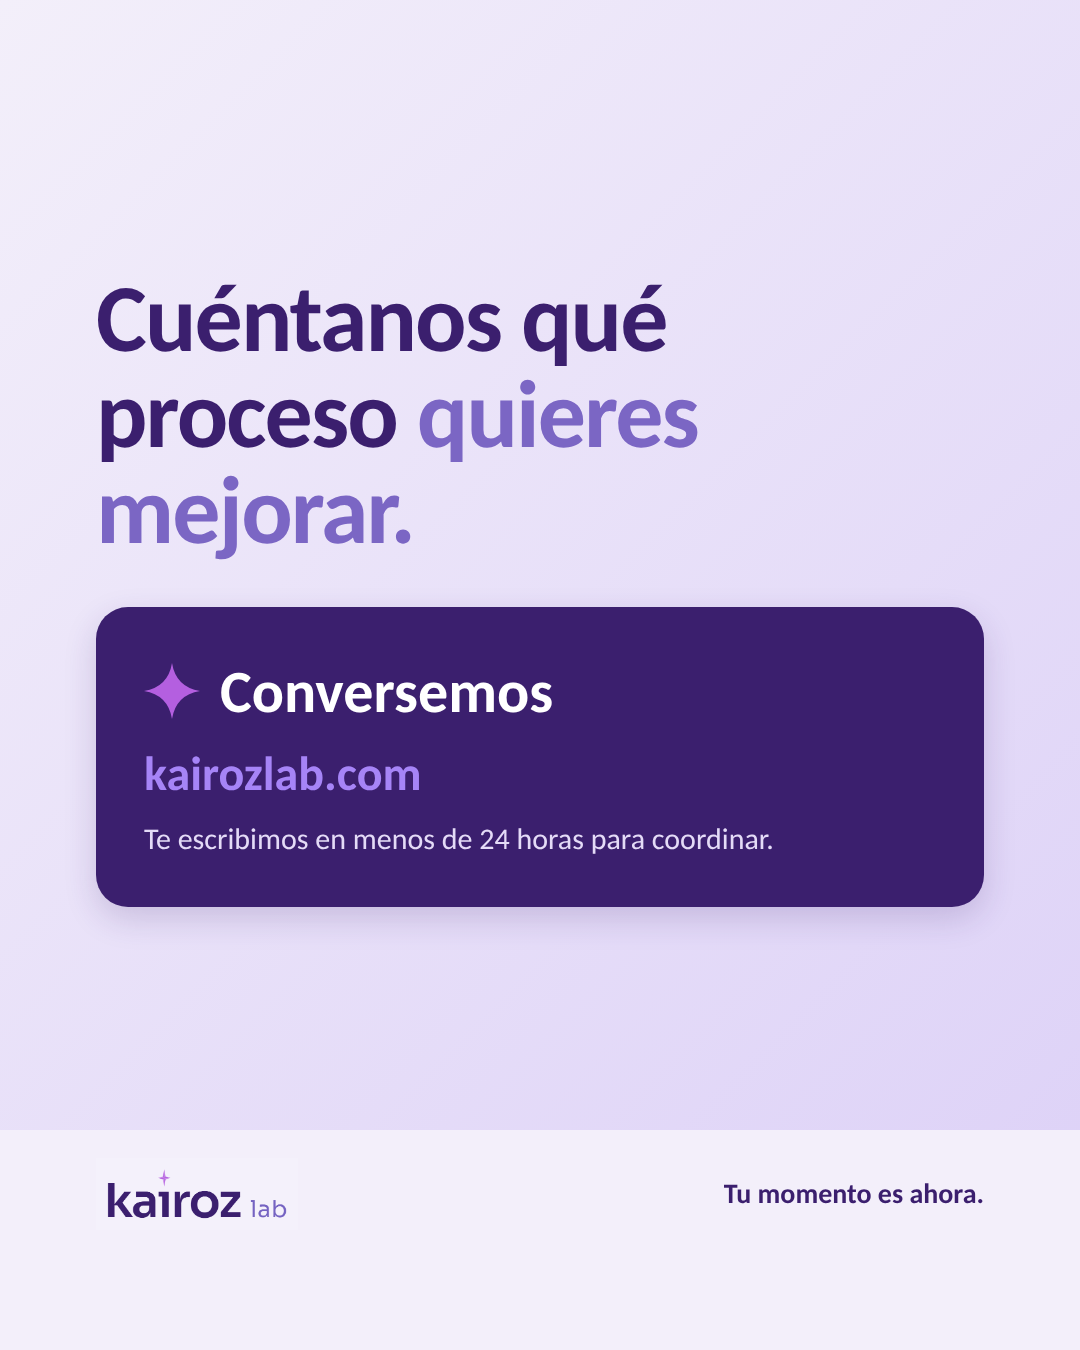 Cuéntanos qué
proceso quieres
mejorar.
Conversemos
kairozlab.com
Te escribimos en menos de 24 horas para coordinar.
kairoz lab
Tu momento es ahora.